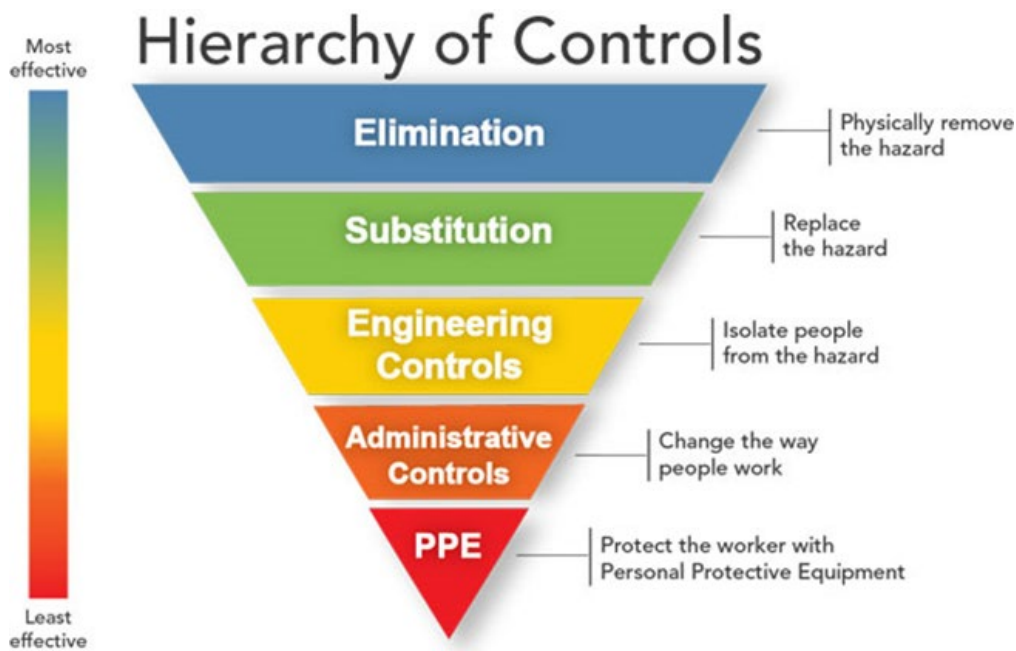 Hierarchy of Controls
Most
effective
Elimination
Physically remove
the hazard
Substitution
Replace
the hazard
Engineering
Controls
Isolate people
from the hazard
Administrative
Controls
Change the way
people work
PPE
Protect the worker with
Personal Protective Equipment
Least
effective